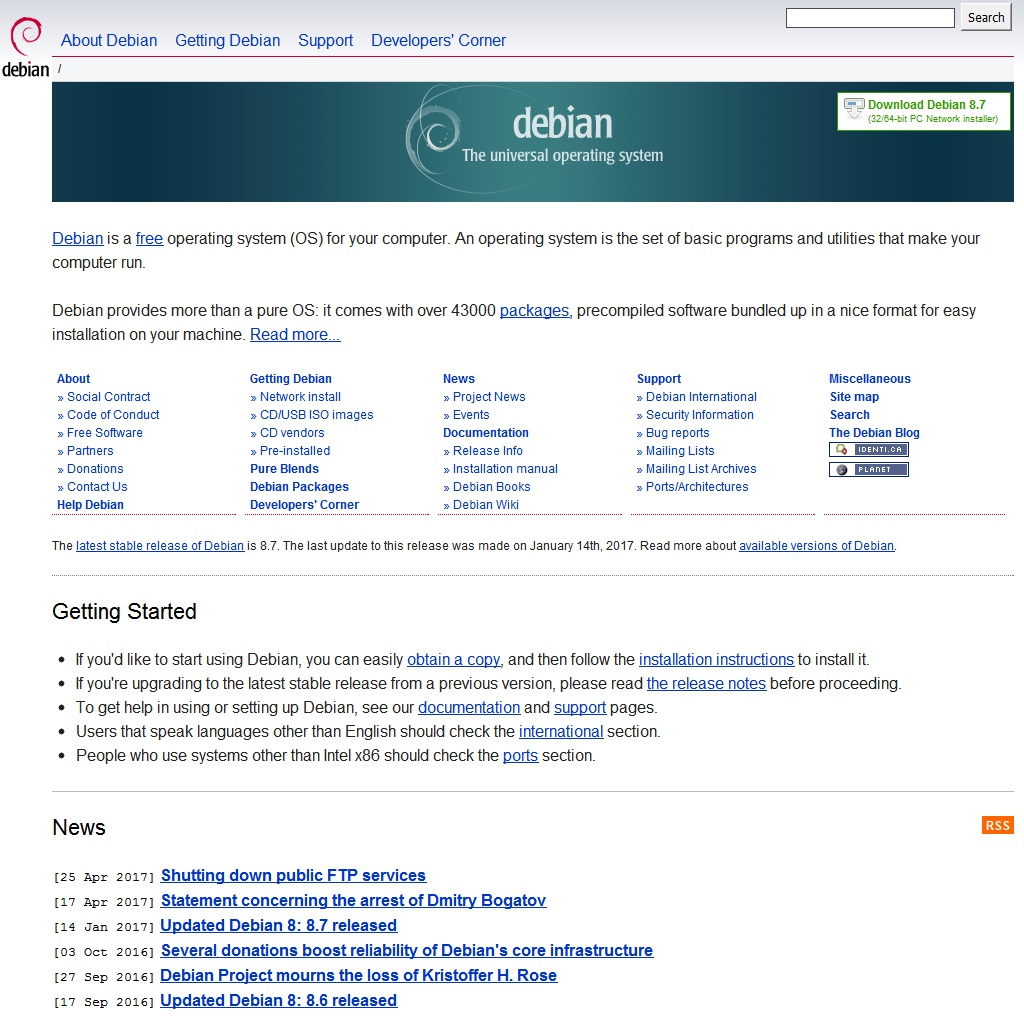 Search
About Debian Getting Debian Support Developers' Corner
debian /
debian
The universal operating system
Download Debian 8.7
(32/64-bit PC Network installer)
Debian is a free operating system (OS) for your computer. An operating system is the set of basic programs and utilities that make your
computer run.
Debian provides more than a pure OS: it comes with over 43000 packages, precompiled software bundled up in a nice format for easy
installation on your machine. Read more...
About
» Social Contract
» Code of Conduct
» Free Software
» Partners
» Donations
» Contact Us
Help Debian
Getting Debian
» Network install
» CD/USB ISO images
» CD vendors
» Pre-installed
Pure Blends
Debian Packages
Developers' Corner
News
» Project News
» Events
Documentation
» Release Info
» Installation manual
» Debian Books
» Debian Wiki
Support
» Debian International
» Security Information
» Bug reports
» Mailing Lists
» Mailing List Archives
» Ports/Architectures
Miscellaneous
Site map
Search
The Debian Blog
IDENTI.CA
PLANET
The latest stable release of Debian is 8.7. The last update to this release was made on January 14th, 2017. Read more about available versions of Debian.
Getting Started
• If you'd like to start using Debian, you can easily obtain a copy, and then follow the installation instructions to install it.
• If you're upgrading to the latest stable release from a previous version, please read the release notes before proceeding.
• To get help in using or setting up Debian, see our documentation and support pages.
• Users that speak languages other than English should check the international section.
• People who use systems other than Intel x86 should check the ports section.
News
RSS
[25 Apr 2017] Shutting down public FTP services
[17 Apr 2017] Statement concerning the arrest of Dmitry Bogatov
[14 Jan 2017] Updated Debian 8: 8.7 released
[03 Oct 2016] Several donations boost reliability of Debian's core infrastructure
[27 Sep 2016] Debian Project mourns the loss of Kristoffer H. Rose
[17 Sep 2016] Updated Debian 8: 8.6 released